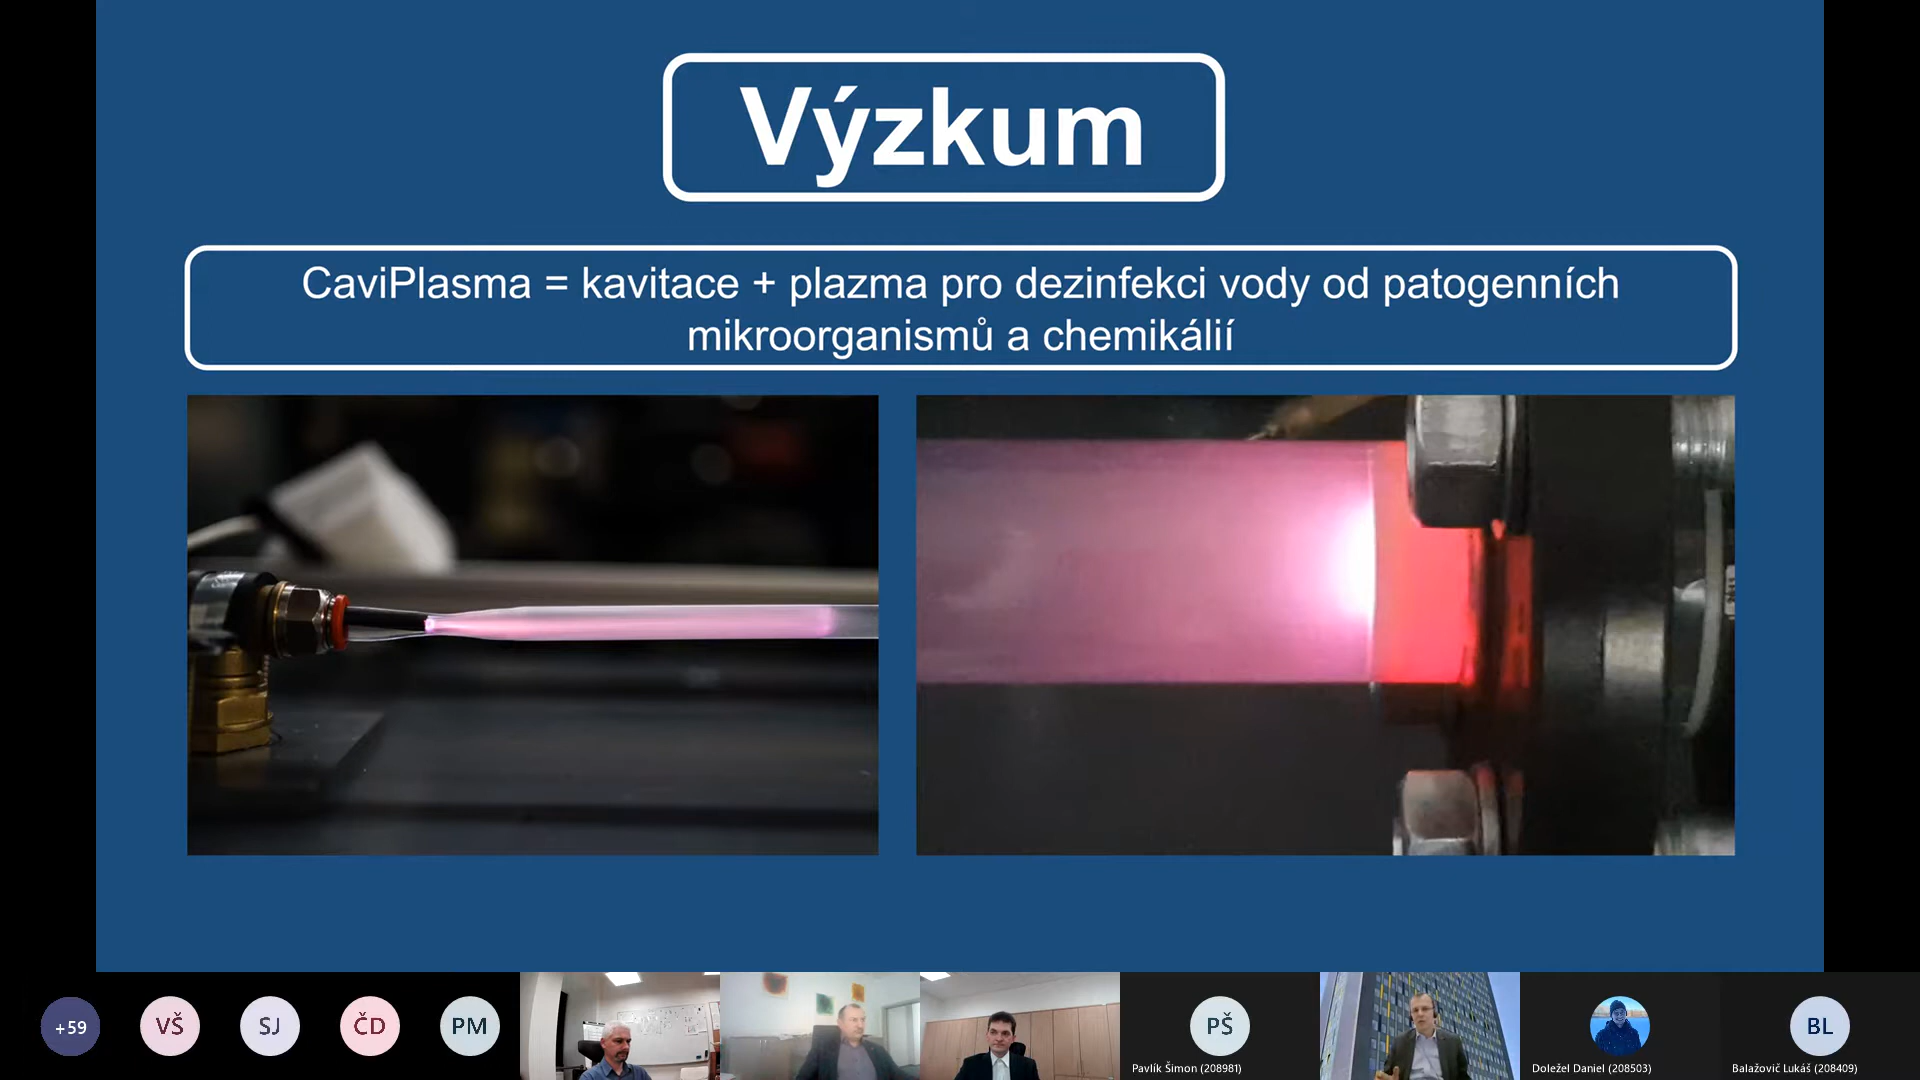 Výzkum
CaviPlasma = kavitace + plazma pro dezinfekci vody od patogenních
mikroorganismů a chemikálií
+59
VŠ
SJ
ČD
PM
PŠ
BL
Pavlík Šimon (208981)
Doležel Daniel (208503)
Balažovič Lukáš (208409)